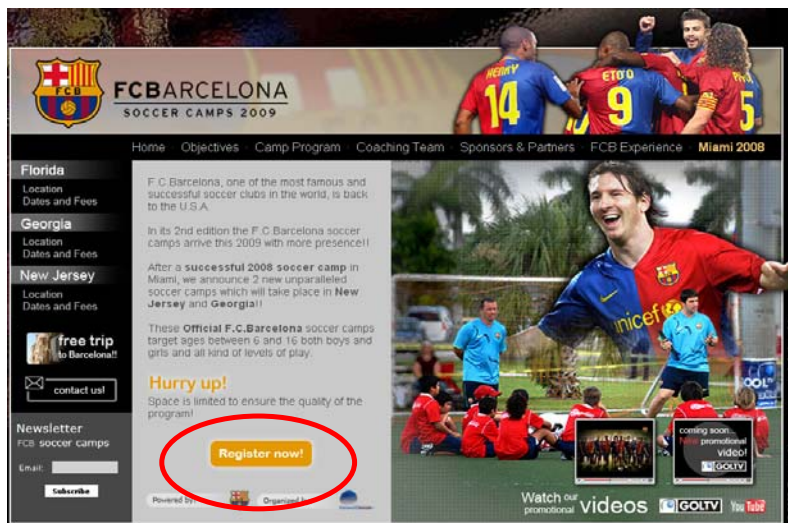 FCB
FCBARCELONA
SOCCER CAMPS 2009
HENRY
14
ETO'O
9
5
Home · Objectives · Camp Program · Coaching Team · Sponsors & Partners · FCB Experience · Miami 2008
Florida
Location
Dates and Fees
Georgia
Location
Dates and Fees
New Jersey
Location
Dates and Fees
free trip
to Barcelona!!
contact us!
Newsletter
FCB soccer camps
Email:
Subscribe
F.C.Barcelona, one of the most famous and
successful soccer clubs in the world, is back
to the U.S.A.
In its 2nd edition the F.C.Barcelona soccer
camps arrive this 2009 with more presence!!
After a successful 2008 soccer camp in
Miami, we announce 2 new unparalleled
soccer camps which will take place in New
Jersey and Georgia!!
These Official F.C.Barcelona soccer camps
target ages between 6 and 16 both boys and
girls and all kind of levels of play.
Hurry up!
Space is limited to ensure the quality of the
program!
Register now!
Powered by:
Organized by:
unicef
coming soon...
New promotional
video!
GOLTV
Watch our
promotional videos
GOLTV
YouTube